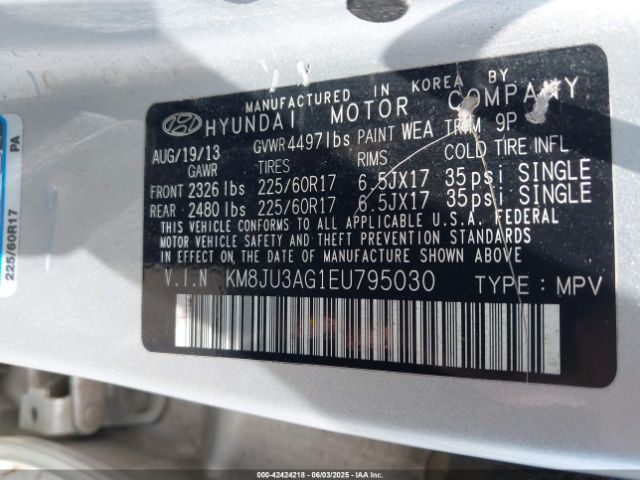 MANUFACTURED IN KOREA BY
HYUNDAI MOTOR COMPANY
AUG/19/13 GVWR 4497lbs PAINT WEA TRIM 9P
GAWR TIRES RIMS COLD TIRE INFL
FRONT 2326 lbs 225/60R17 6.5JX17 35psi SINGLE
REAR 2480 lbs 225/60R17 6.5JX17 35psi SINGLE
THIS VEHICLE CONFORMS TO ALL APPLICABLE U.S.A. FEDERAL
MOTOR VEHICLE SAFETY AND THEFT PREVENTION STANDARDS IN
EFFECT ON THE DATE OF MANUFACTURE SHOWN ABOVE.
V.I.N KM8JU3AG1EU795030 TYPE : MPV
PA
225/60R17
000-42424218 - 06/03/2025 - IAA Inc.